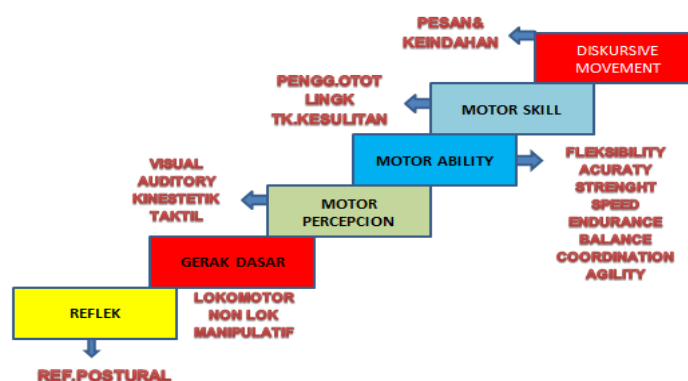 PESAN&
KEINDAHAN
DISKURSIVE
MOVEMENT
PENGG.OTOT
LINGK
TK.KESULITAN
MOTOR SKILL
MOTOR ABILITY
FLEKSIBILITY
ACURATY
STRENGHT
SPEED
ENDURANCE
BALANCE
COORDINATION
AGILITY
VISUAL
AUDITORY
KINESTETIK
TAKTIL
MOTOR
PERCEPCION
GERAK DASAR
LOKOMOTOR
NON LOK
MANIPULATIF
REFLEK
REF.POSTURAL